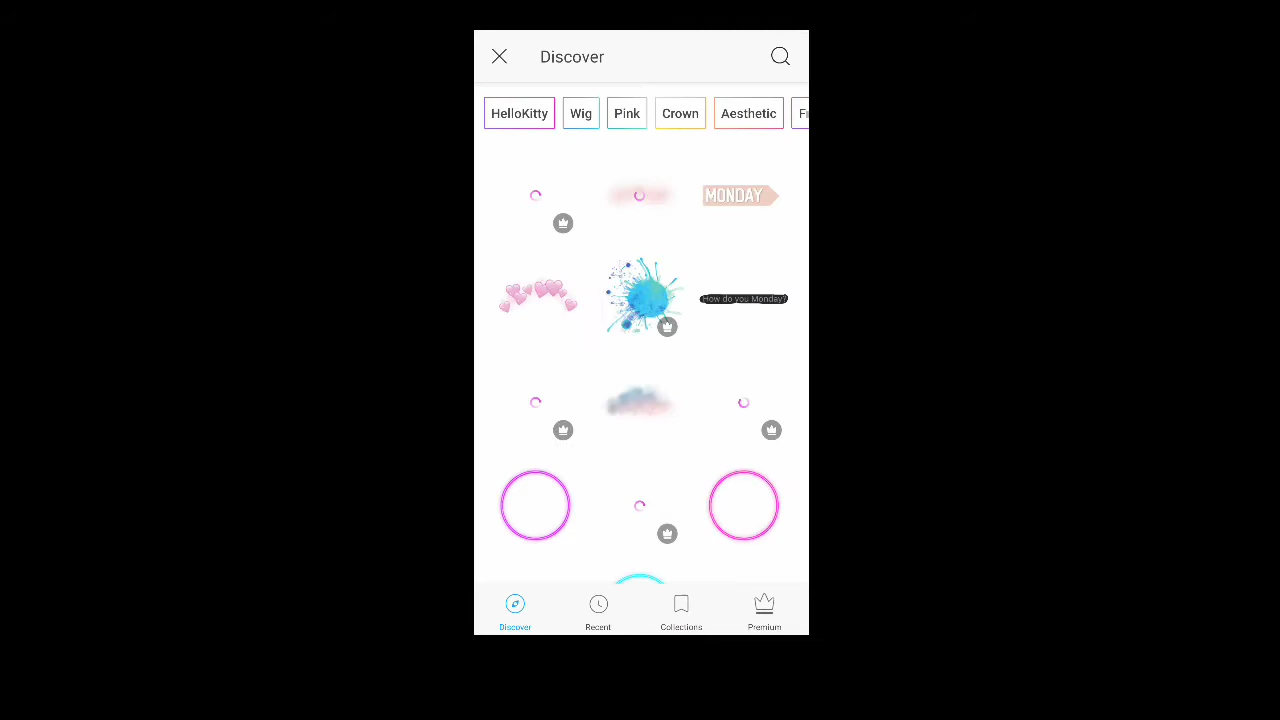 Discover
HelloKitty Wig Pink Crown Aesthetic
MONDAY
How do you Monday?
Discover Recent Collections Premium